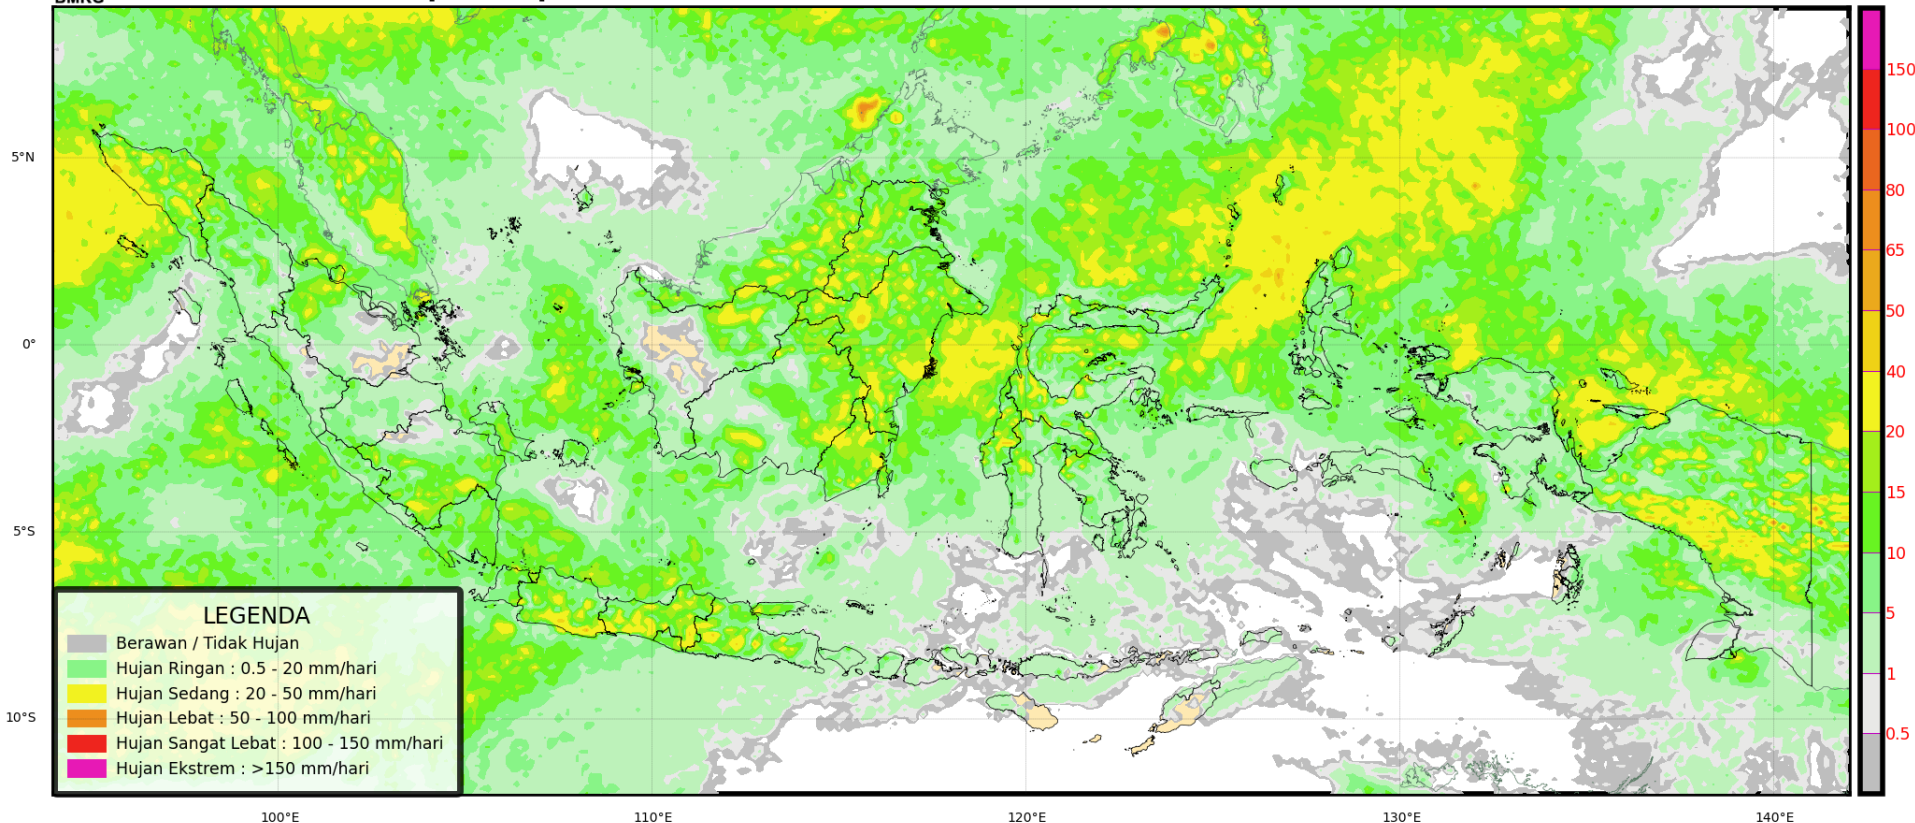 5°N
0°
5°S
10°S
100°E
110°E
120°E
130°E
140°E
LEGENDA
Berawan / Tidak Hujan
Hujan Ringan : 0.5 - 20 mm/hari
Hujan Sedang : 20 - 50 mm/hari
Hujan Lebat : 50 - 100 mm/hari
Hujan Sangat Lebat : 100 - 150 mm/hari
Hujan Ekstrem : >150 mm/hari
150
100
80
65
50
40
20
15
10
5
1
0.5